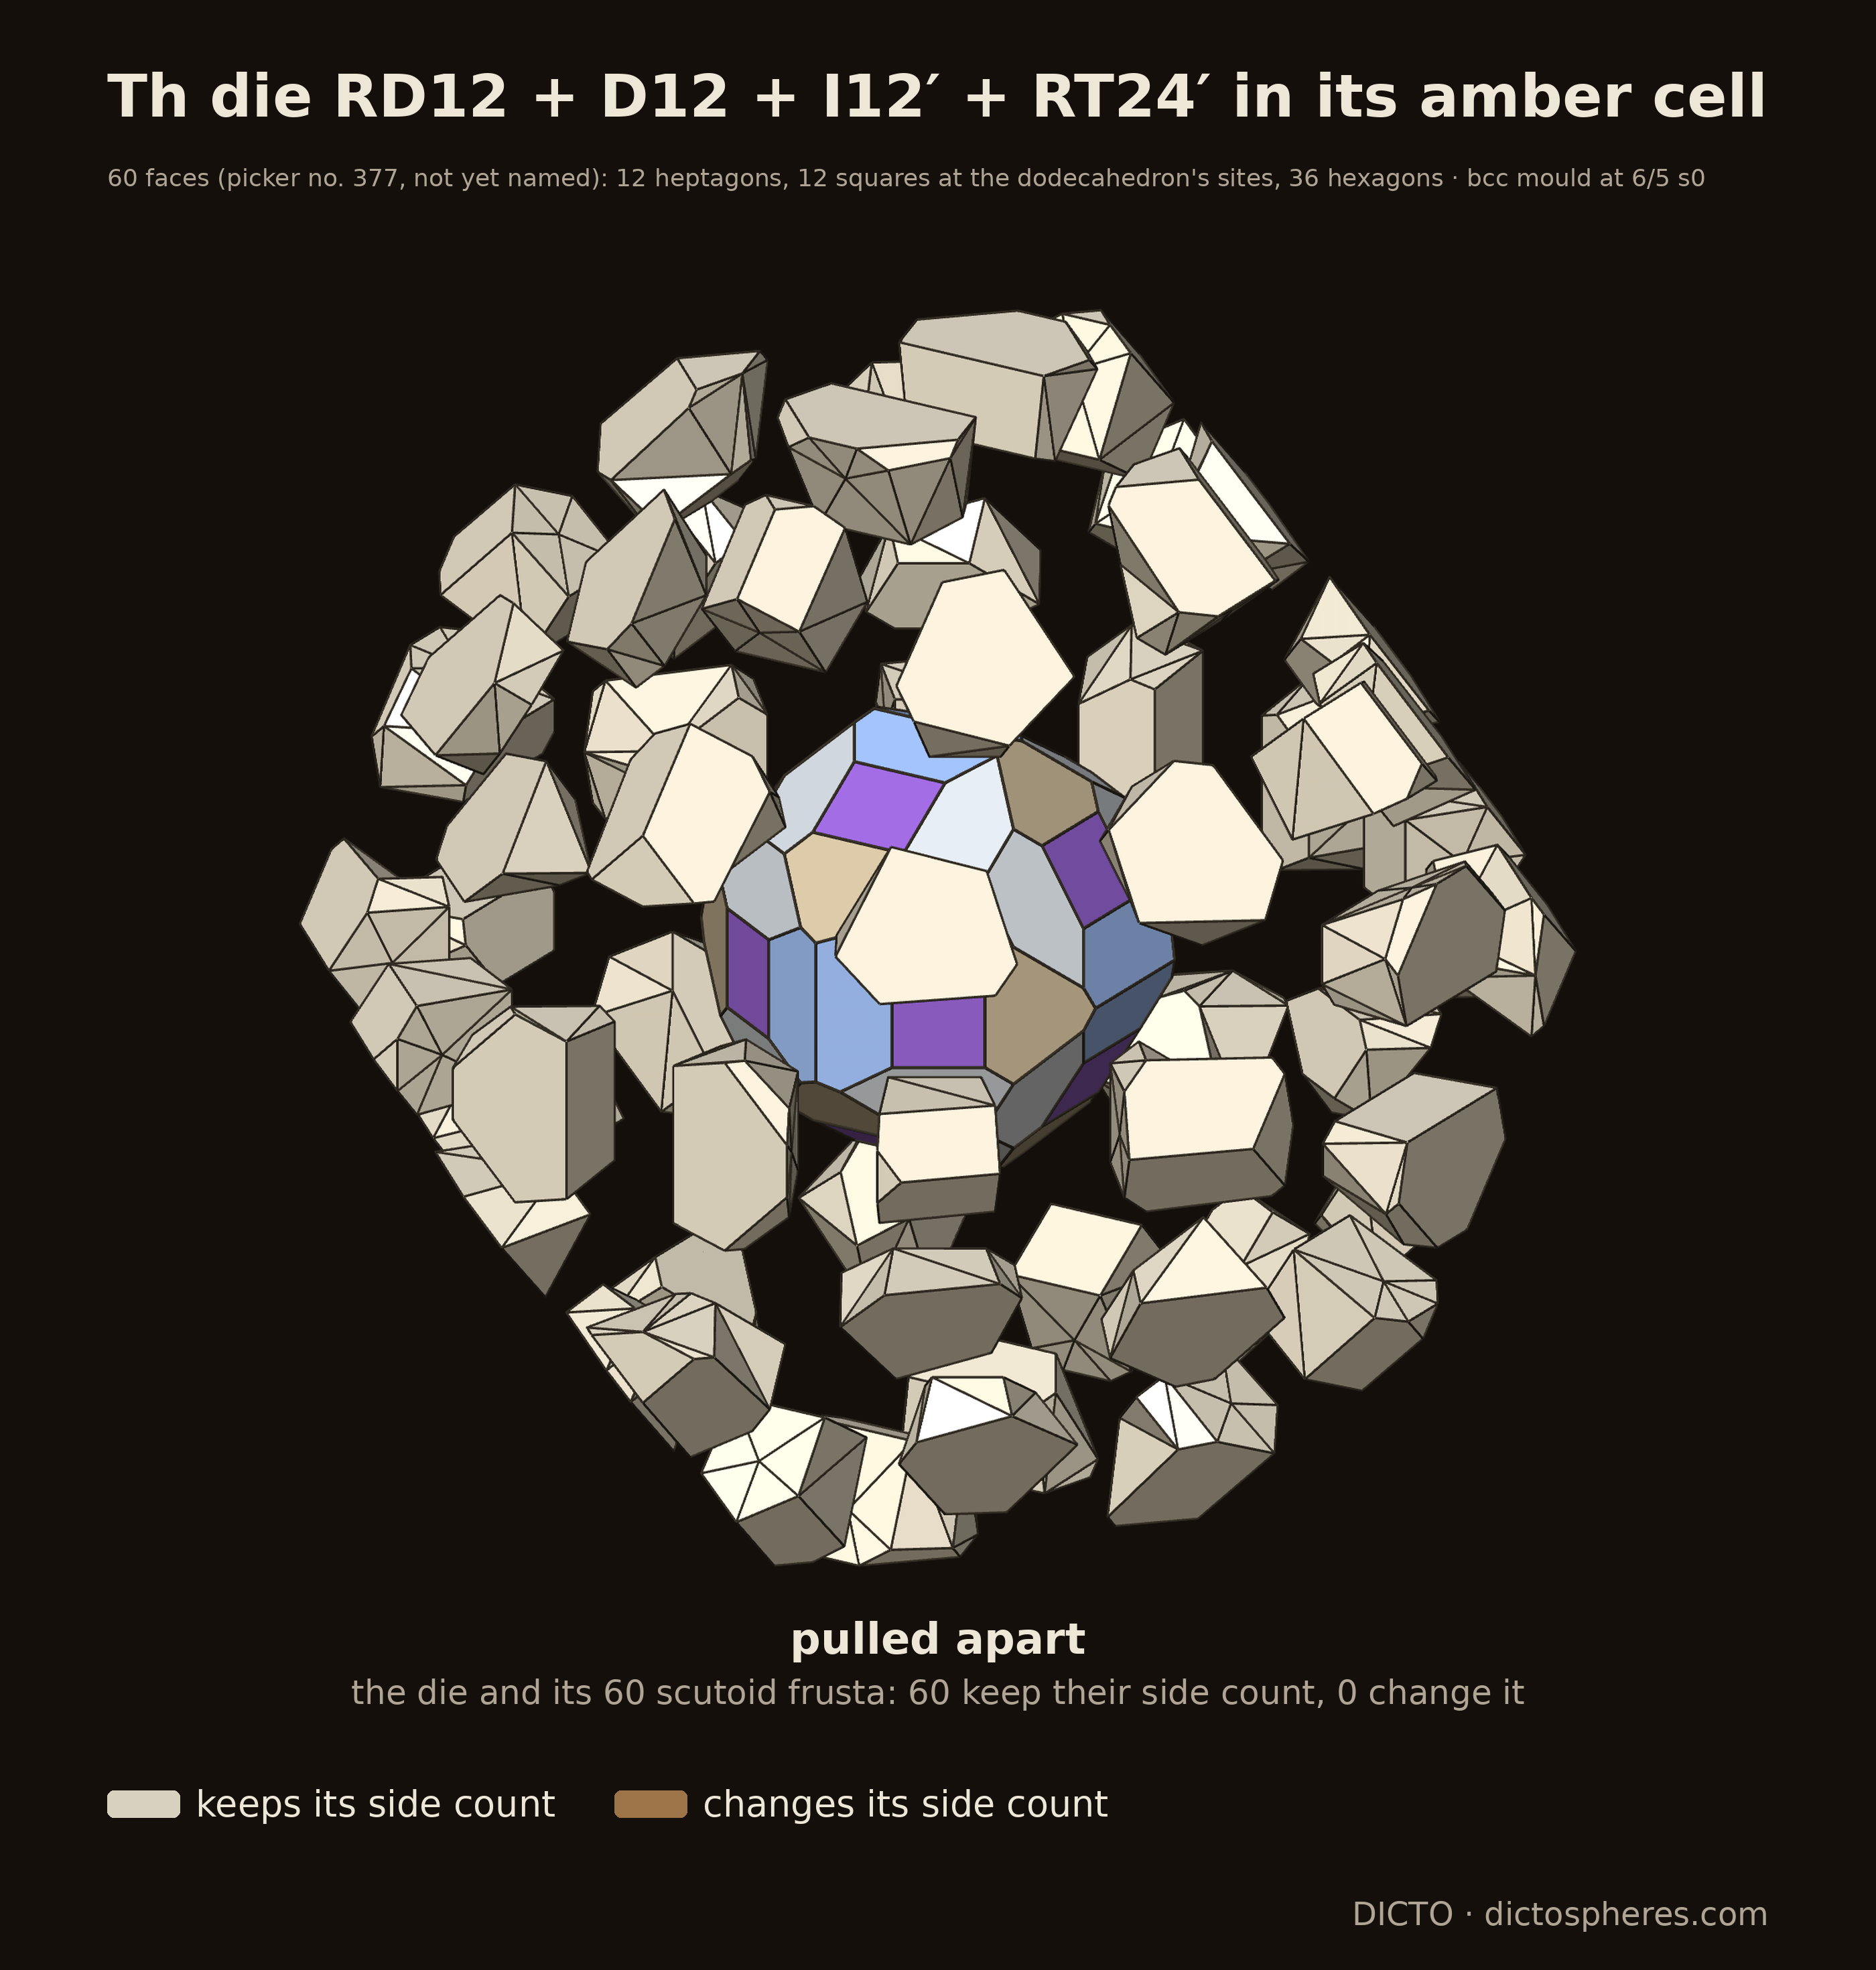 Th die RD12 + D12 + I12′ + RT24′ in its amber cell
60 faces (picker no. 377, not yet named): 12 heptagons, 12 squares at the dodecahedron's sites, 36 hexagons · bcc mould at 6/5 s0
pulled apart
the die and its 60 scutoid frusta: 60 keep their side count, 0 change it
keeps its side count
changes its side count
DICTO · dictospheres.com